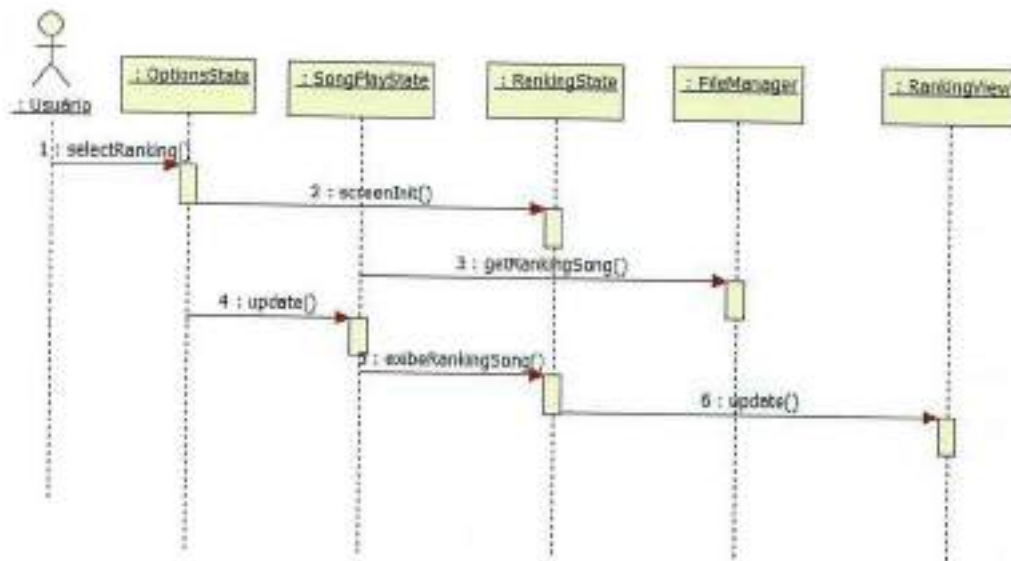 : Usuário
: OptionsState
: SongPlayState
: RankingState
: FileManager
: RankingView
1 : selectRanking()
2 : screenInit()
3 : getRankingSong()
4 : update()
5 : exibeRankingSong()
6 : update()